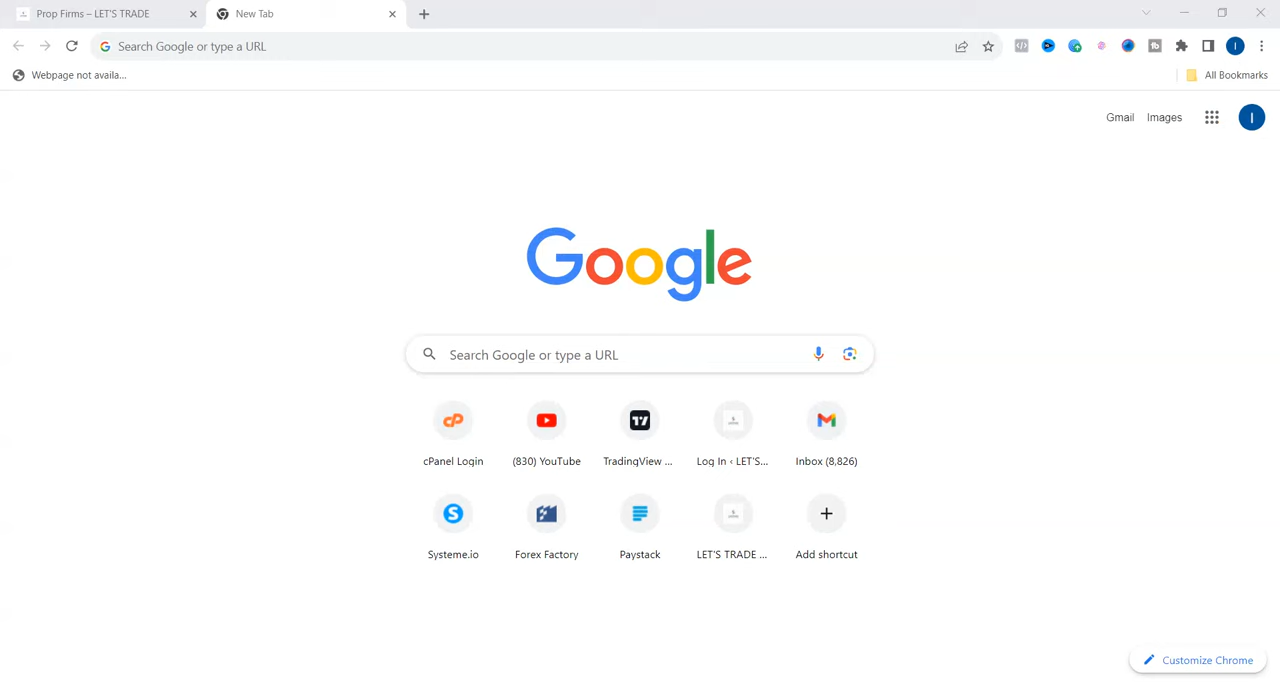 Prop Firms – LET'S TRADE
New Tab
Search Google or type a URL
Webpage not availa...
All Bookmarks
Gmail
Images
I
I
Google
Search Google or type a URL
cPanel Login
(830) YouTube
TradingView ...
Log In ‹ LET'S...
Inbox (8,826)
Systeme.io
Forex Factory
Paystack
LET'S TRADE ...
Add shortcut
Customize Chrome